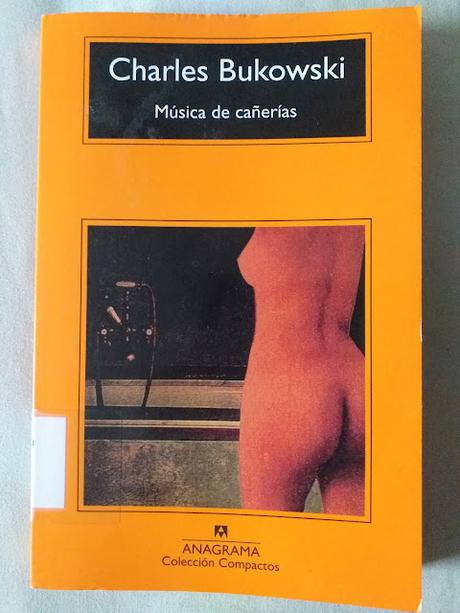 Charles Bukowski
Música de cañerías
ANAGRAMA
Colección Compactos